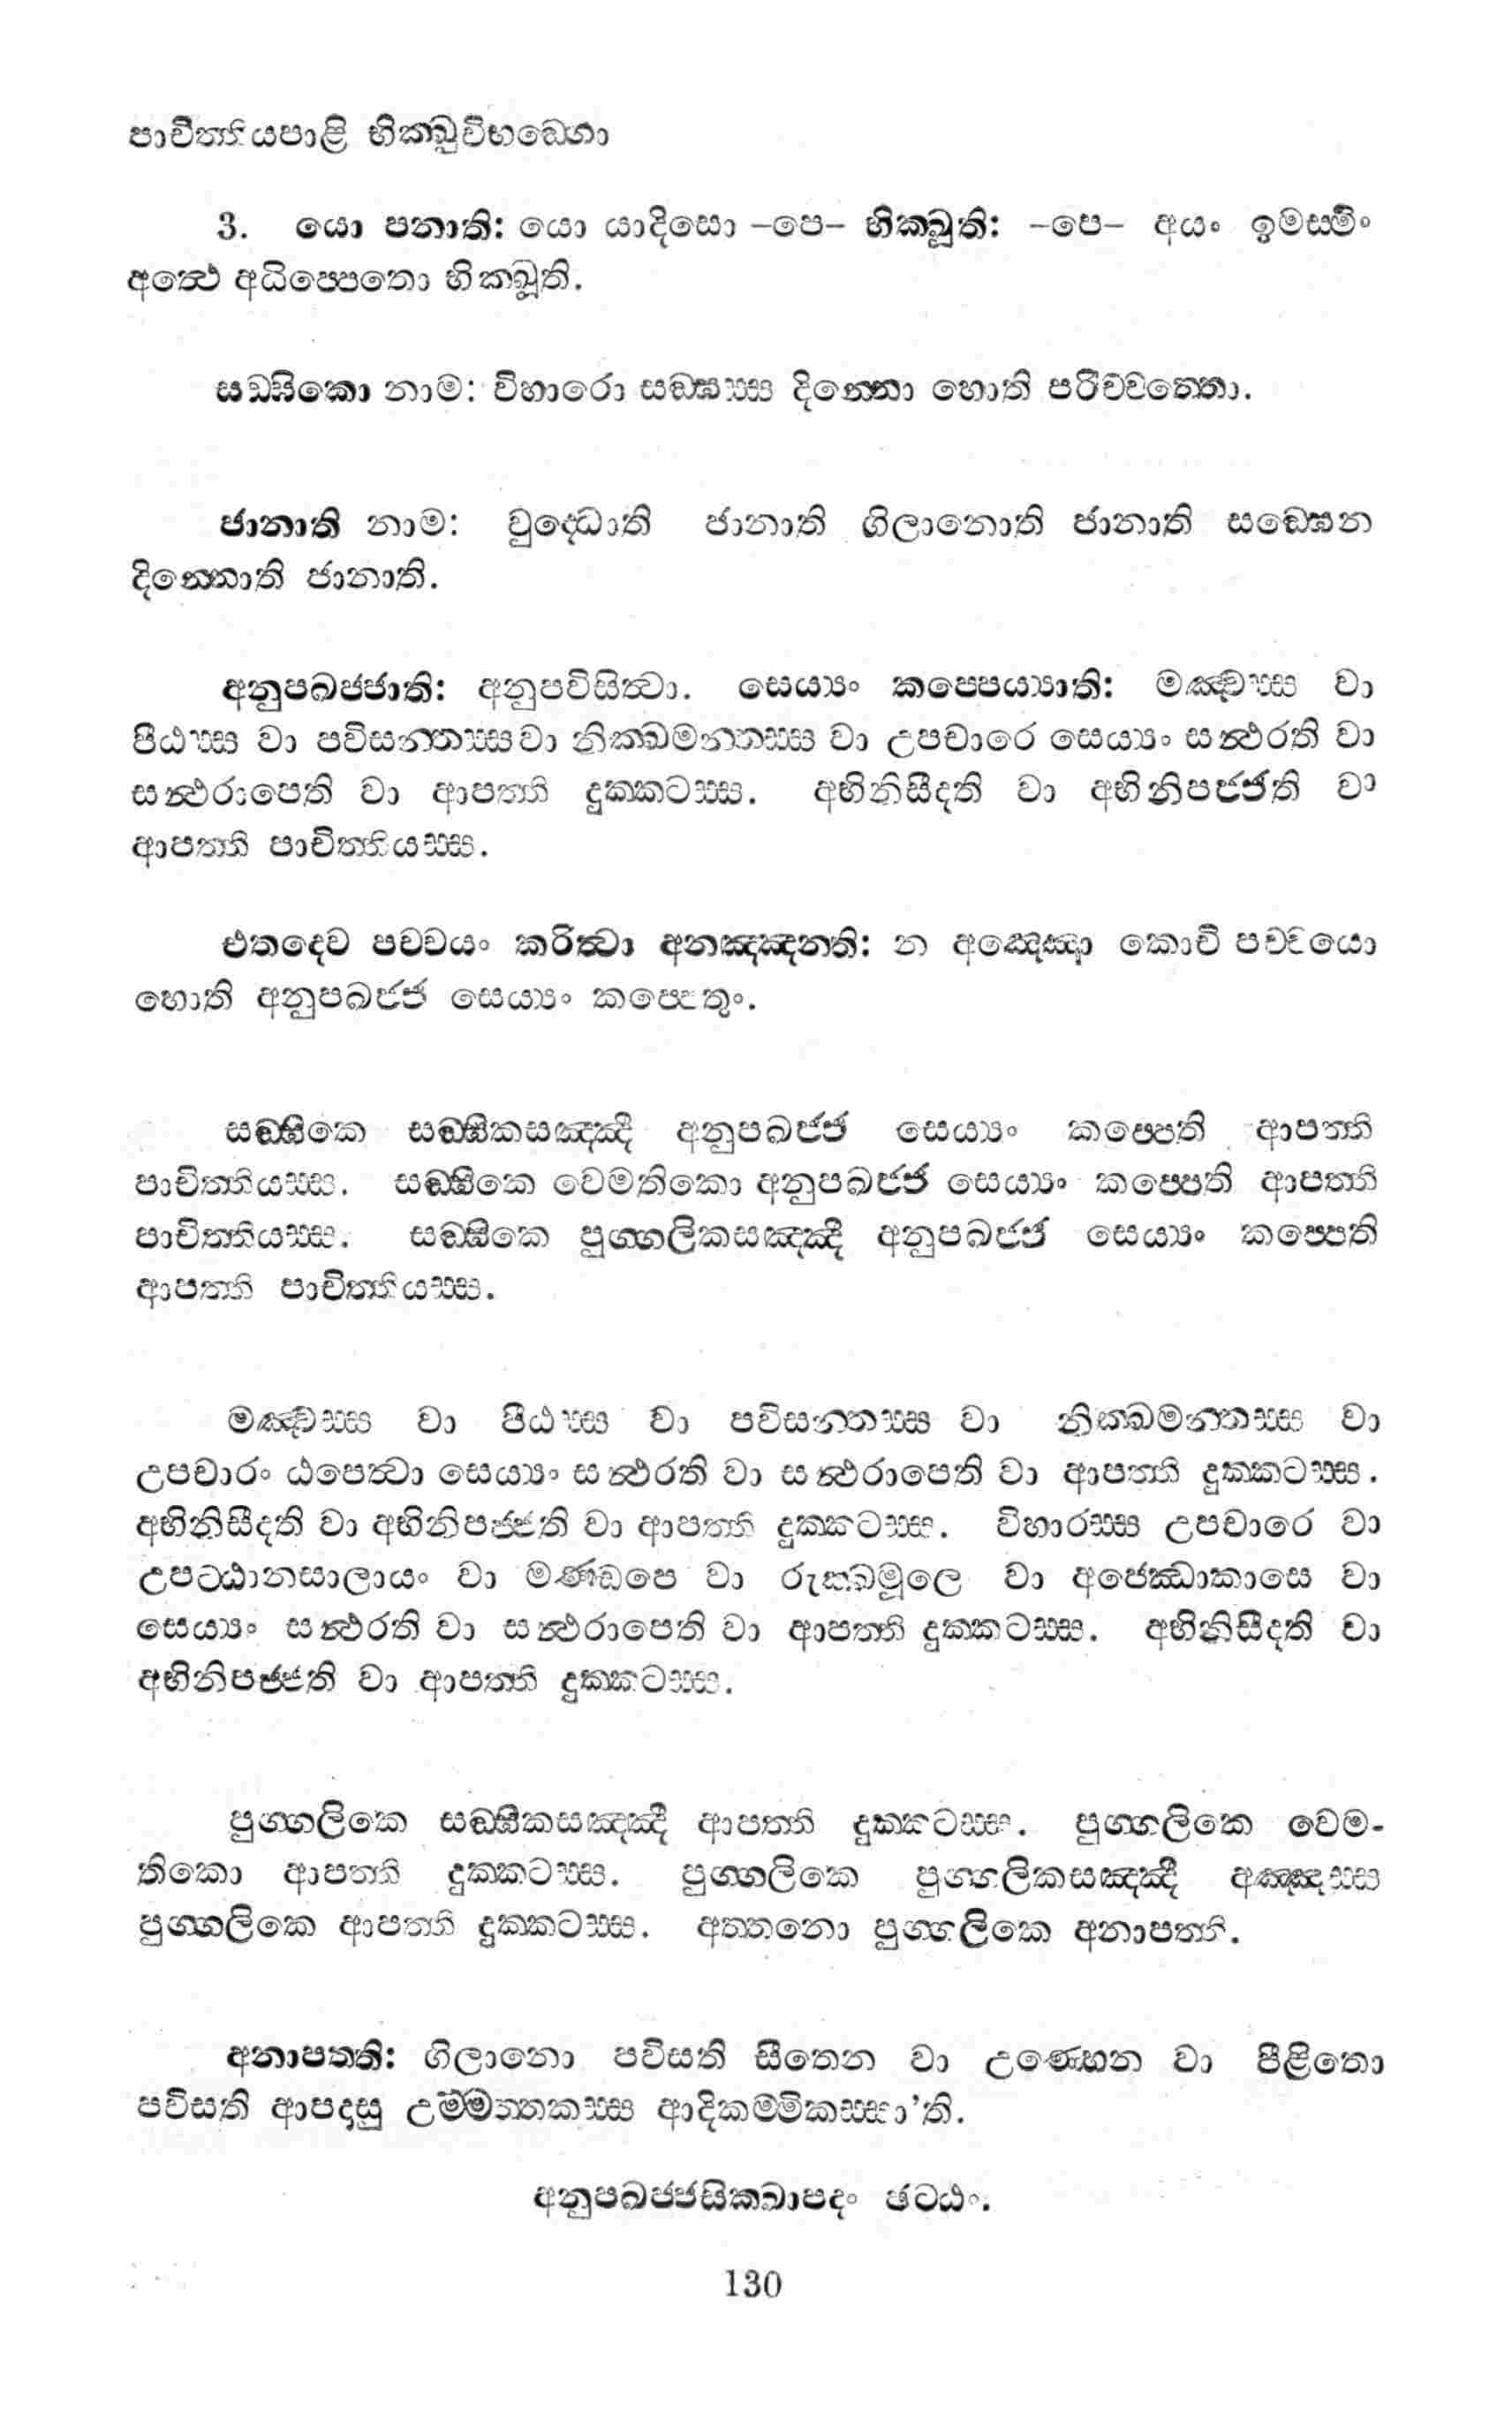 පාචිත්තියපාළි භික්ඛුවිභඞ්ගො
3. යො පනාති: යො යාදිසො –පෙ– භික්ඛූති: –පෙ– අයං ඉමස්මිං
අත්ථෙ අධිප්පෙතො භික්ඛූති.
සඞ්ඝිකො නාම: විහාරො සඞ්ඝස්ස දින්නො හොති පරිච්චත්තො.
ජානාති නාම: වුද්ධොති ජානාති ගිලානොති ජානාති සඞ්ඝෙන
දින්නොති ජානාති.
අනුපඛජ්ජාති: අනුපවිසිත්වා. සෙය්‍යං කප්පෙය්‍යාති: මඤ්චස්ස වා
පීඨස්ස වා පවිසන්තස්ස වා නික්ඛමන්තස්ස වා උපචාරෙ සෙය්‍යං සන්ථරති වා
සන්ථරාපෙති වා ආපත්ති දුක්කටස්ස. අභිනිසීදති වා අභිනිපජ්ජති වා
ආපත්ති පාචිත්තියස්ස.
එතදෙව පච්චයං කරිත්වා අනඤ්ඤන්ති: න අඤ්ඤො කොචි පච්චයො
හොති අනුපඛජ්ජ සෙය්‍යං කප්පෙතුං.
සඞ්ඝිකෙ සඞ්ඝිකසඤ්ඤී අනුපඛජ්ජ සෙය්‍යං කප්පෙති ආපත්ති
පාචිත්තියස්ස. සඞ්ඝිකෙ වෙමතිකො අනුපඛජ්ජ සෙය්‍යං කප්පෙති ආපත්ති
පාචිත්තියස්ස. සඞ්ඝිකෙ පුග්ගලිකසඤ්ඤී අනුපඛජ්ජ සෙය්‍යං කප්පෙති
ආපත්ති පාචිත්තියස්ස.
මඤ්චස්ස වා පීඨස්ස වා පවිසන්තස්ස වා නික්ඛමන්තස්ස වා
උපචාරං ඨපෙත්වා සෙය්‍යං සන්ථරති වා සන්ථරාපෙති වා ආපත්ති දුක්කටස්ස.
අභිනිසීදති වා අභිනිපජ්ජති වා ආපත්ති දුක්කටස්ස. විහාරස්ස උපචාරෙ වා
උපට්ඨානසාලායං වා මණ්ඩපෙ වා රුක්ඛමූලෙ වා අජ්ඣොකාසෙ වා
සෙය්‍යං සන්ථරති වා සන්ථරාපෙති වා ආපත්ති දුක්කටස්ස. අභිනිසීදති වා
අභිනිපජ්ජති වා ආපත්ති දුක්කටස්ස.
පුග්ගලිකෙ සඞ්ඝිකසඤ්ඤී ආපත්ති දුක්කටස්ස. පුග්ගලිකෙ වෙම-
තිකො ආපත්ති දුක්කටස්ස. පුග්ගලිකෙ පුග්ගලිකසඤ්ඤී අඤ්ඤස්ස
පුග්ගලිකෙ ආපත්ති දුක්කටස්ස. අත්තනො පුග්ගලිකෙ අනාපත්ති.
අනාපත්ති: ගිලානො පවිසති සීතෙන වා උණ්හෙන වා පීළිතො
පවිසති ආපදාසු උම්මත්තකස්ස ආදිකම්මිකස්සා'ති.
අනුපඛජ්ජසික්ඛාපදං ඡට්ඨං.
130